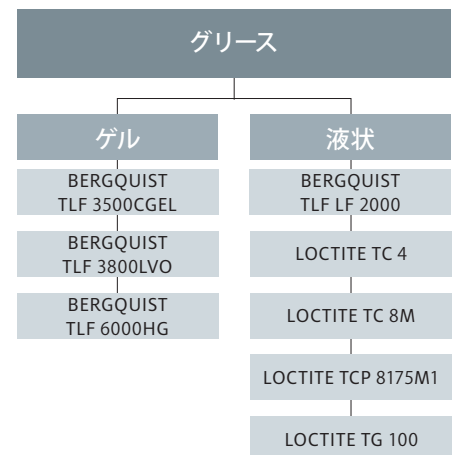 グリース
ゲル
BERGQUIST
TLF 3500CGEL
BERGQUIST
TLF 3800LVO
BERGQUIST
TLF 6000HG
液状
BERGQUIST
TLF LF 2000
LOCTITE TC 4
LOCTITE TC 8M
LOCTITE TCP 8175M1
LOCTITE TG 100